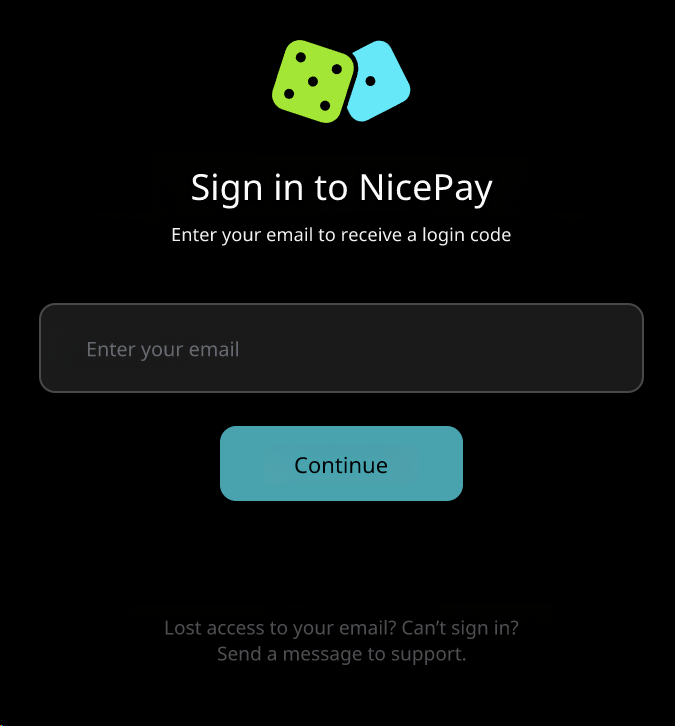 Sign in to NicePay
Enter your email to receive a login code
Enter your email
Continue
Lost access to your email? Can’t sign in?
Send a message to support.